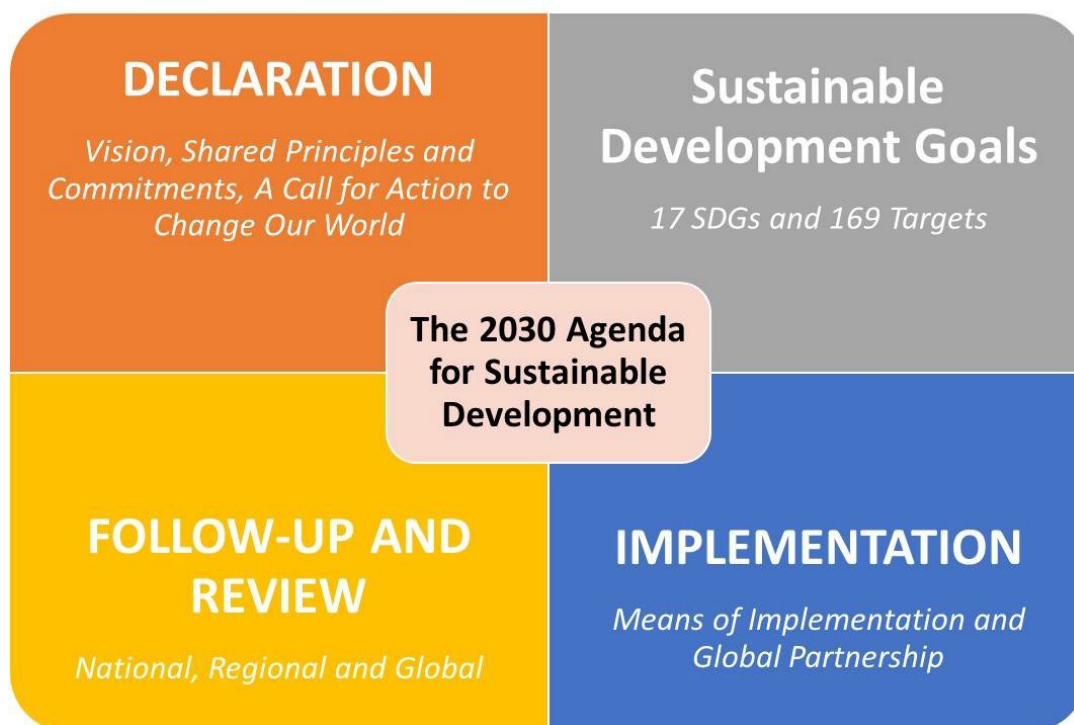 DECLARATION
Vision, Shared Principles and
Commitments, A Call for Action to
Change Our World
Sustainable
Development Goals
17 SDGs and 169 Targets
The 2030 Agenda
for Sustainable
Development
FOLLOW-UP AND
REVIEW
National, Regional and Global
IMPLEMENTATION
Means of Implementation and
Global Partnership